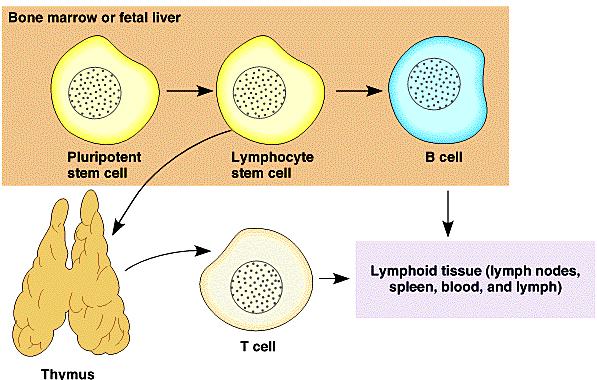 Bone marrow or fetal liver
Pluripotent
stem cell
Lymphocyte
stem cell
B cell
Lymphoid tissue (lymph nodes,
spleen, blood, and lymph)
T cell
Thymus